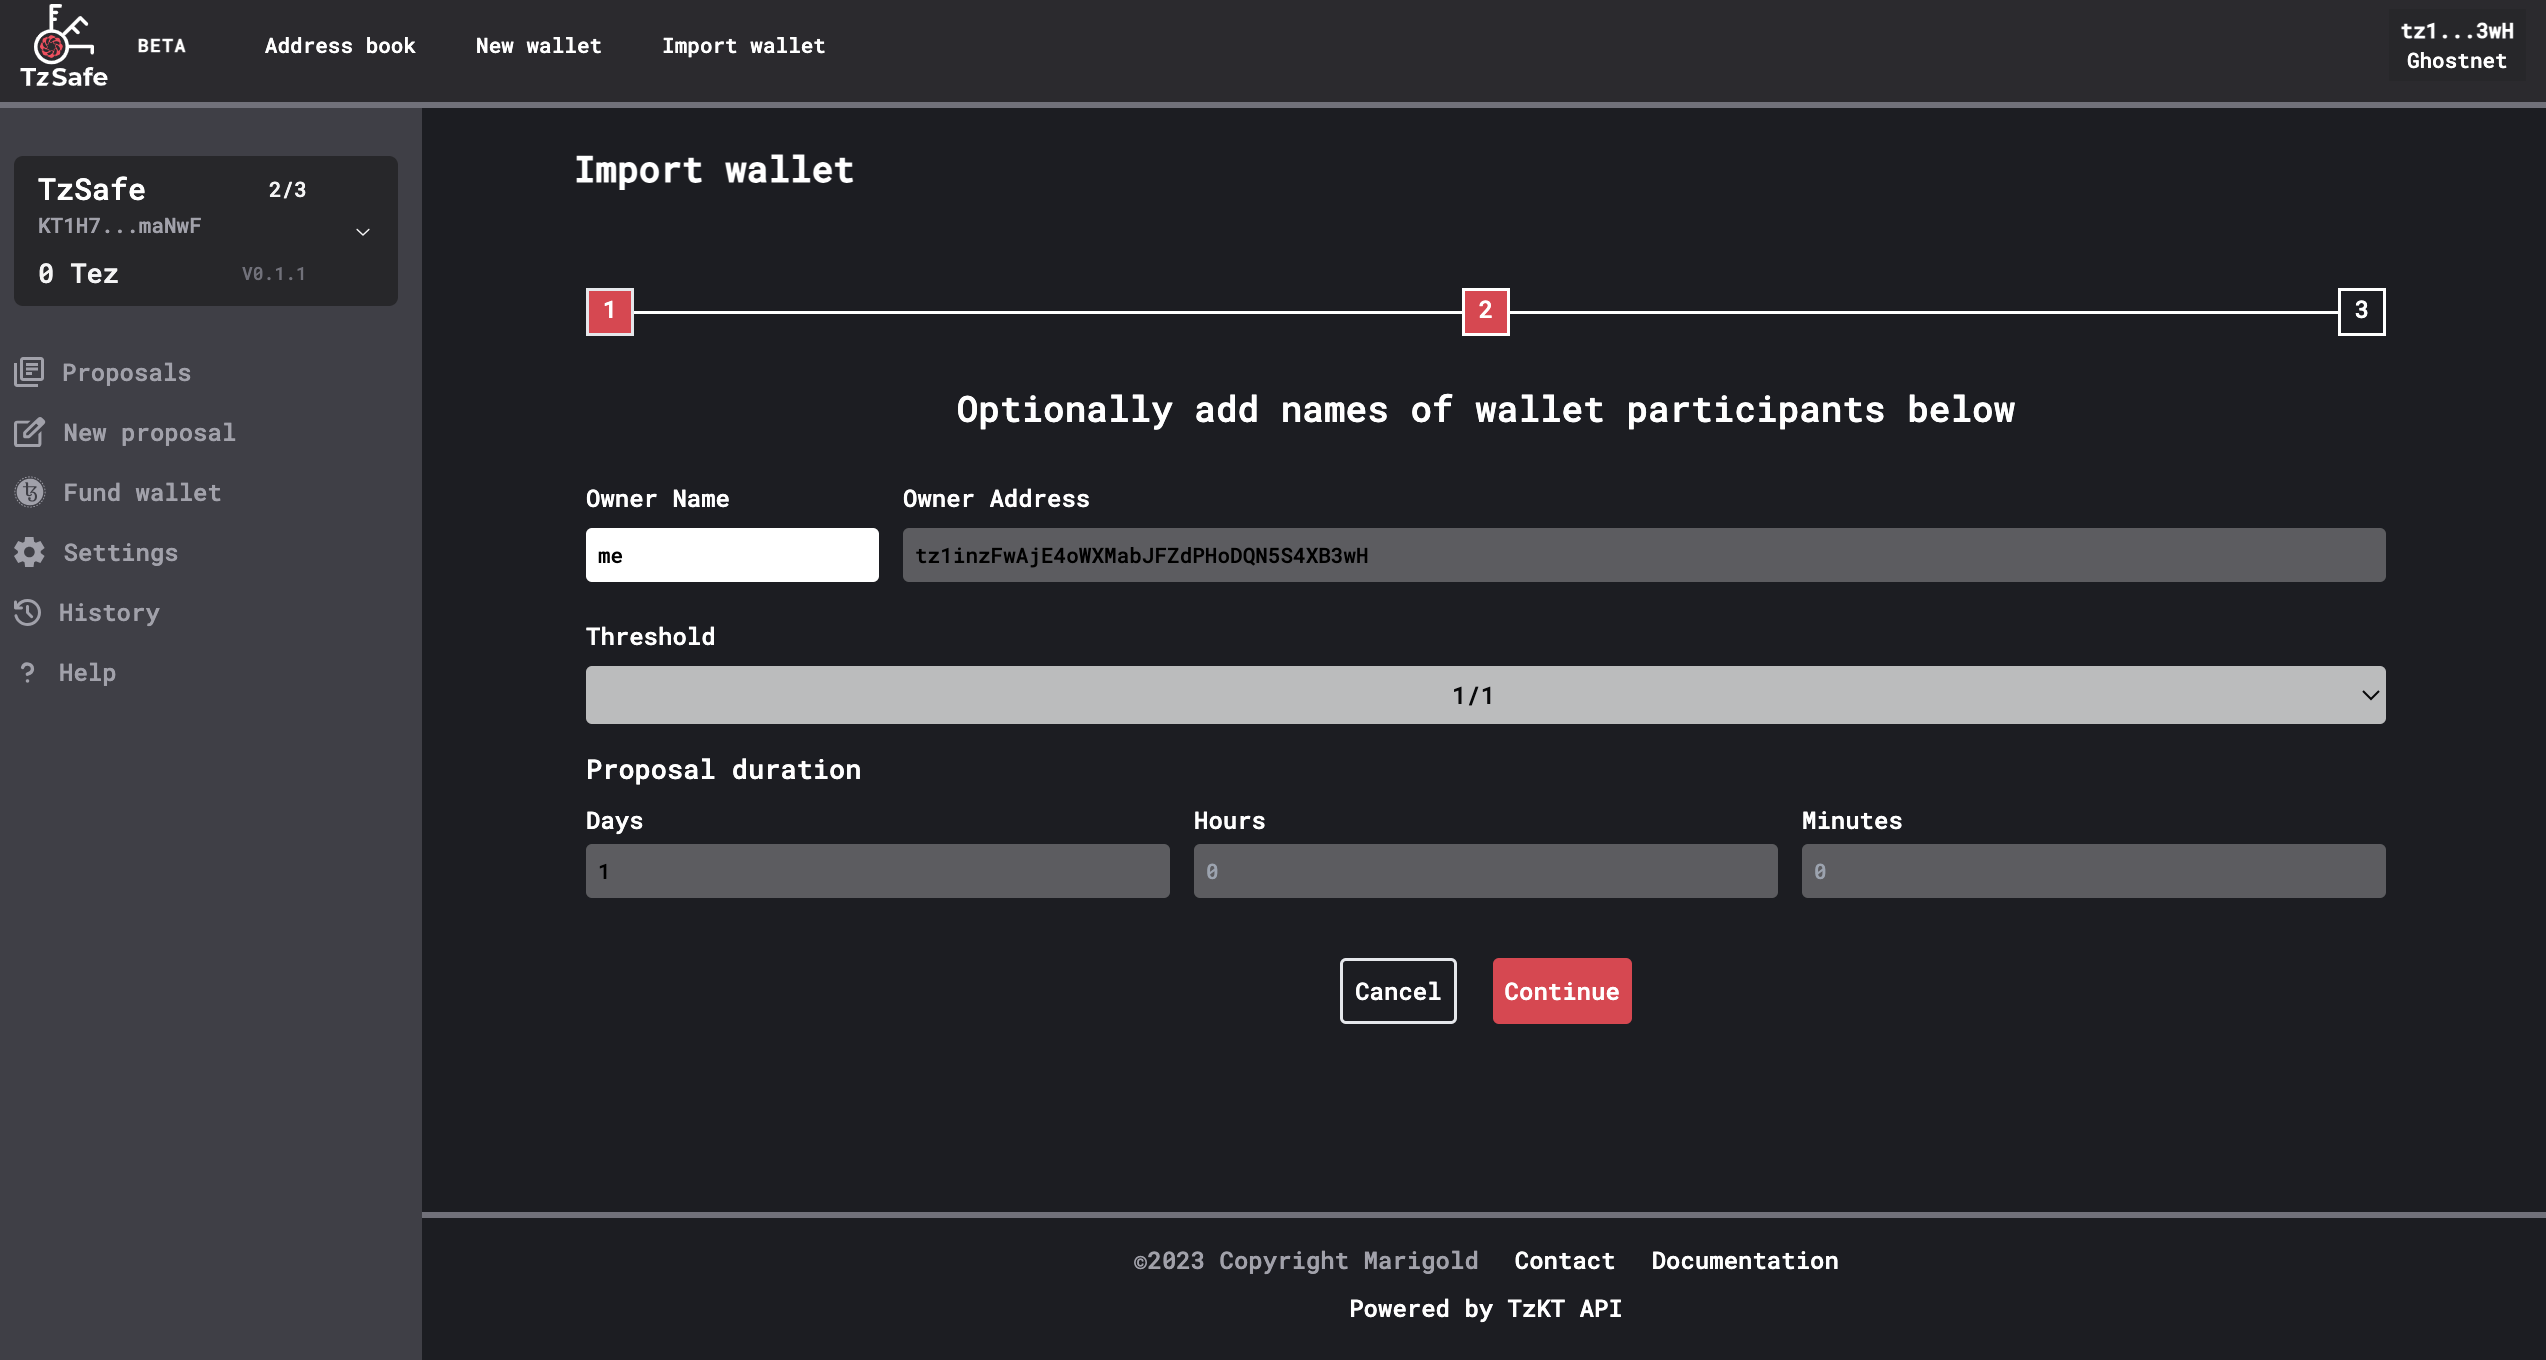 TzSafe
BETA
Address book
New wallet
Import wallet
tz1...3wH
Ghostnet
TzSafe 2/3
KT1H7...maNwF
0 Tez V0.1.1
Proposals
New proposal
Fund wallet
Settings
History
? Help
Import wallet
1 2 3
Optionally add names of wallet participants below
Owner Name Owner Address
me tz1inzFwAjE4oWXMabJFZdPHoDQN5S4XB3wH
Threshold
1/1
Proposal duration
Days Hours Minutes
1 0 0
Cancel Continue
©2023 Copyright Marigold Contact Documentation
Powered by TzKT API